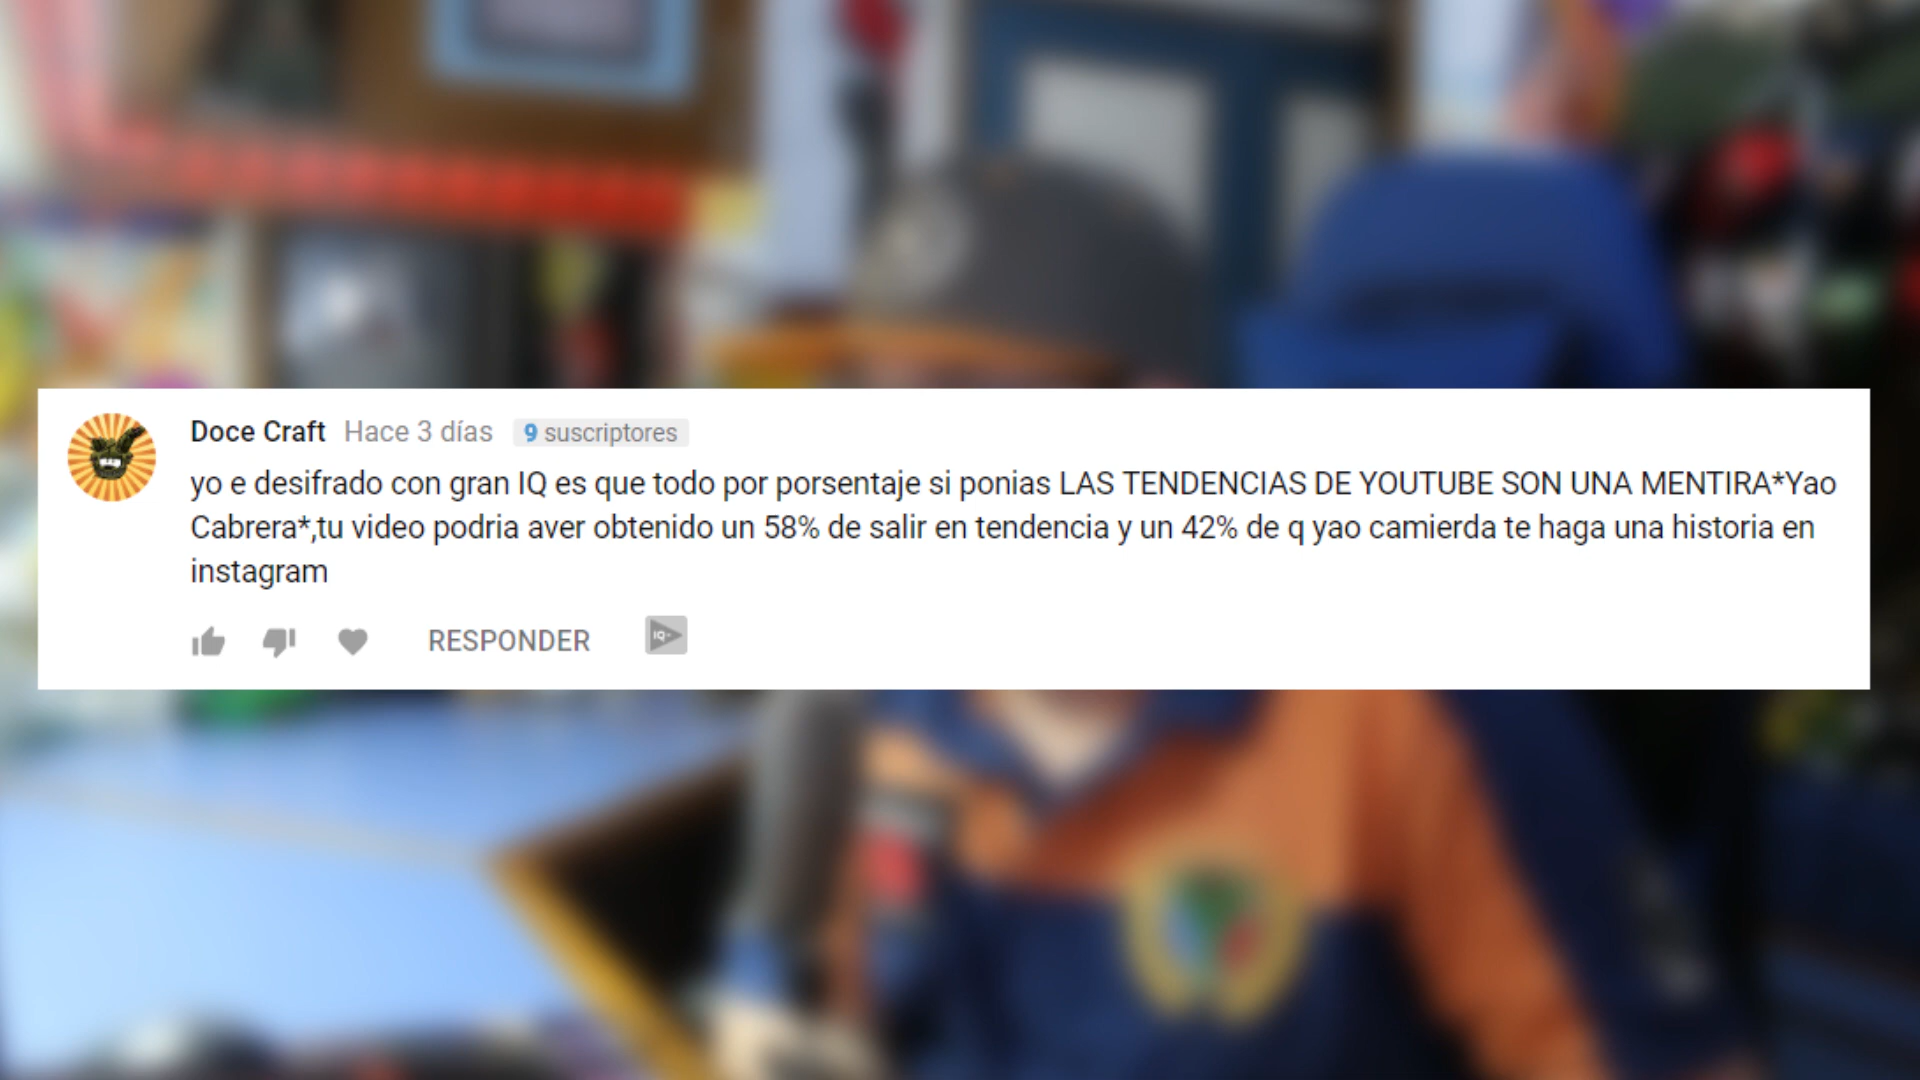 Doce Craft Hace 3 días 9 suscriptores
yo e desifrado con gran IQ es que todo por porsentaje si ponias LAS TENDENCIAS DE YOUTUBE SON UNA MENTIRA*Yao
Cabrera*,tu video podria aver obtenido un 58% de salir en tendencia y un 42% de q yao camierda te haga una historia en
instagram
RESPONDER IQ